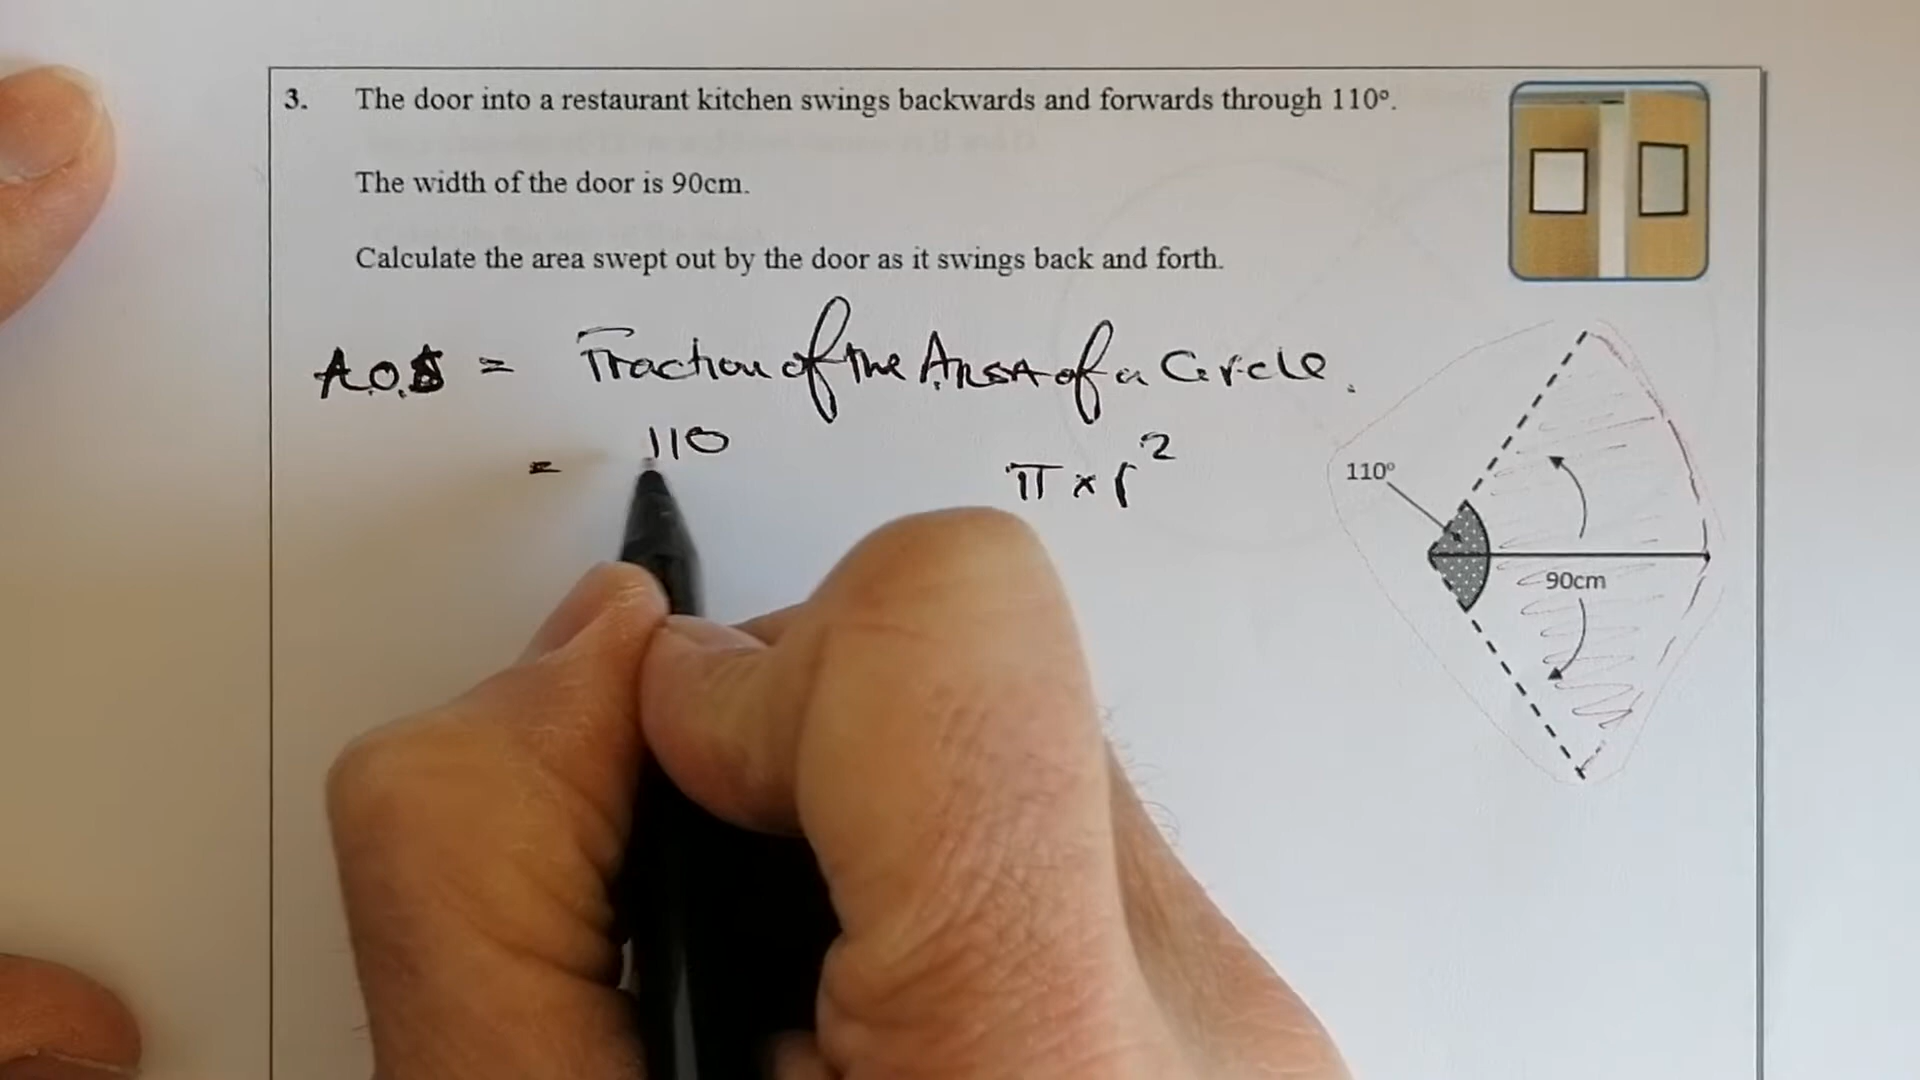 3. The door into a restaurant kitchen swings backwards and forwards through 110°.
The width of the door is 90cm.
Calculate the area swept out by the door as it swings back and forth.
A.O.S = Fraction of the Area of a Circle.
= 110 π × r²
110°
90cm